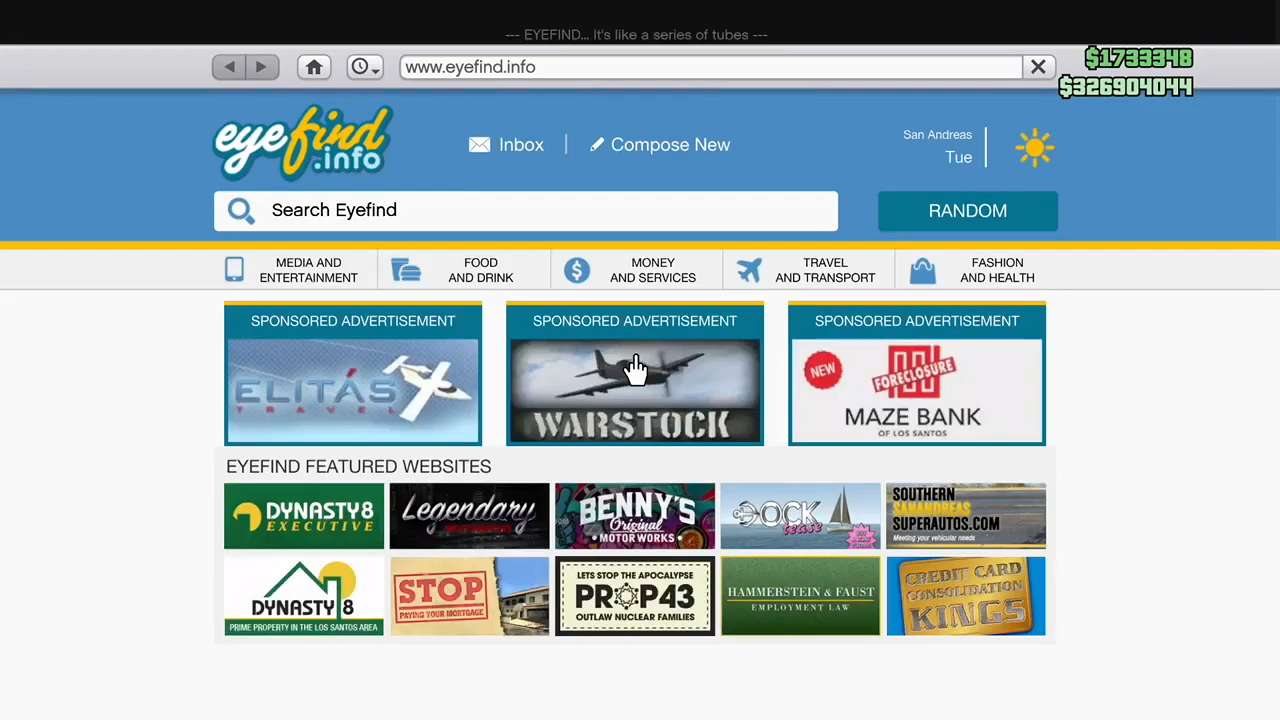 --- EYEFIND... It's like a series of tubes ---
www.eyefind.info
$1733348
$326904044
eyefind
.info
Inbox
Compose New
San Andreas
Tue
Search Eyefind
RANDOM
MEDIA AND
ENTERTAINMENT
FOOD
AND DRINK
MONEY
AND SERVICES
TRAVEL
AND TRANSPORT
FASHION
AND HEALTH
SPONSORED ADVERTISEMENT
ELITÁS
TRAVEL
SPONSORED ADVERTISEMENT
WARSTOCK
SPONSORED ADVERTISEMENT
NEW
FORECLOSURE
MAZE BANK
OF LOS SANTOS
EYEFIND FEATURED WEBSITES
DYNASTY8
EXECUTIVE
Legendary
BENNY'S
Original
MOTOR WORKS
DOCK
tease
SOUTHERN
SANANDREAS
SUPERAUTOS.COM
Meeting your vehicular needs
DYNASTY 8
PRIME PROPERTY IN THE LOS SANTOS AREA
STOP
PAYING YOUR MORTGAGE
LETS STOP THE APOCALYPSE
PROP43
OUTLAW NUCLEAR FAMILIES
HAMMERSTEIN & FAUST
EMPLOYMENT LAW
CREDIT CARD
CONSOLIDATION
KINGS